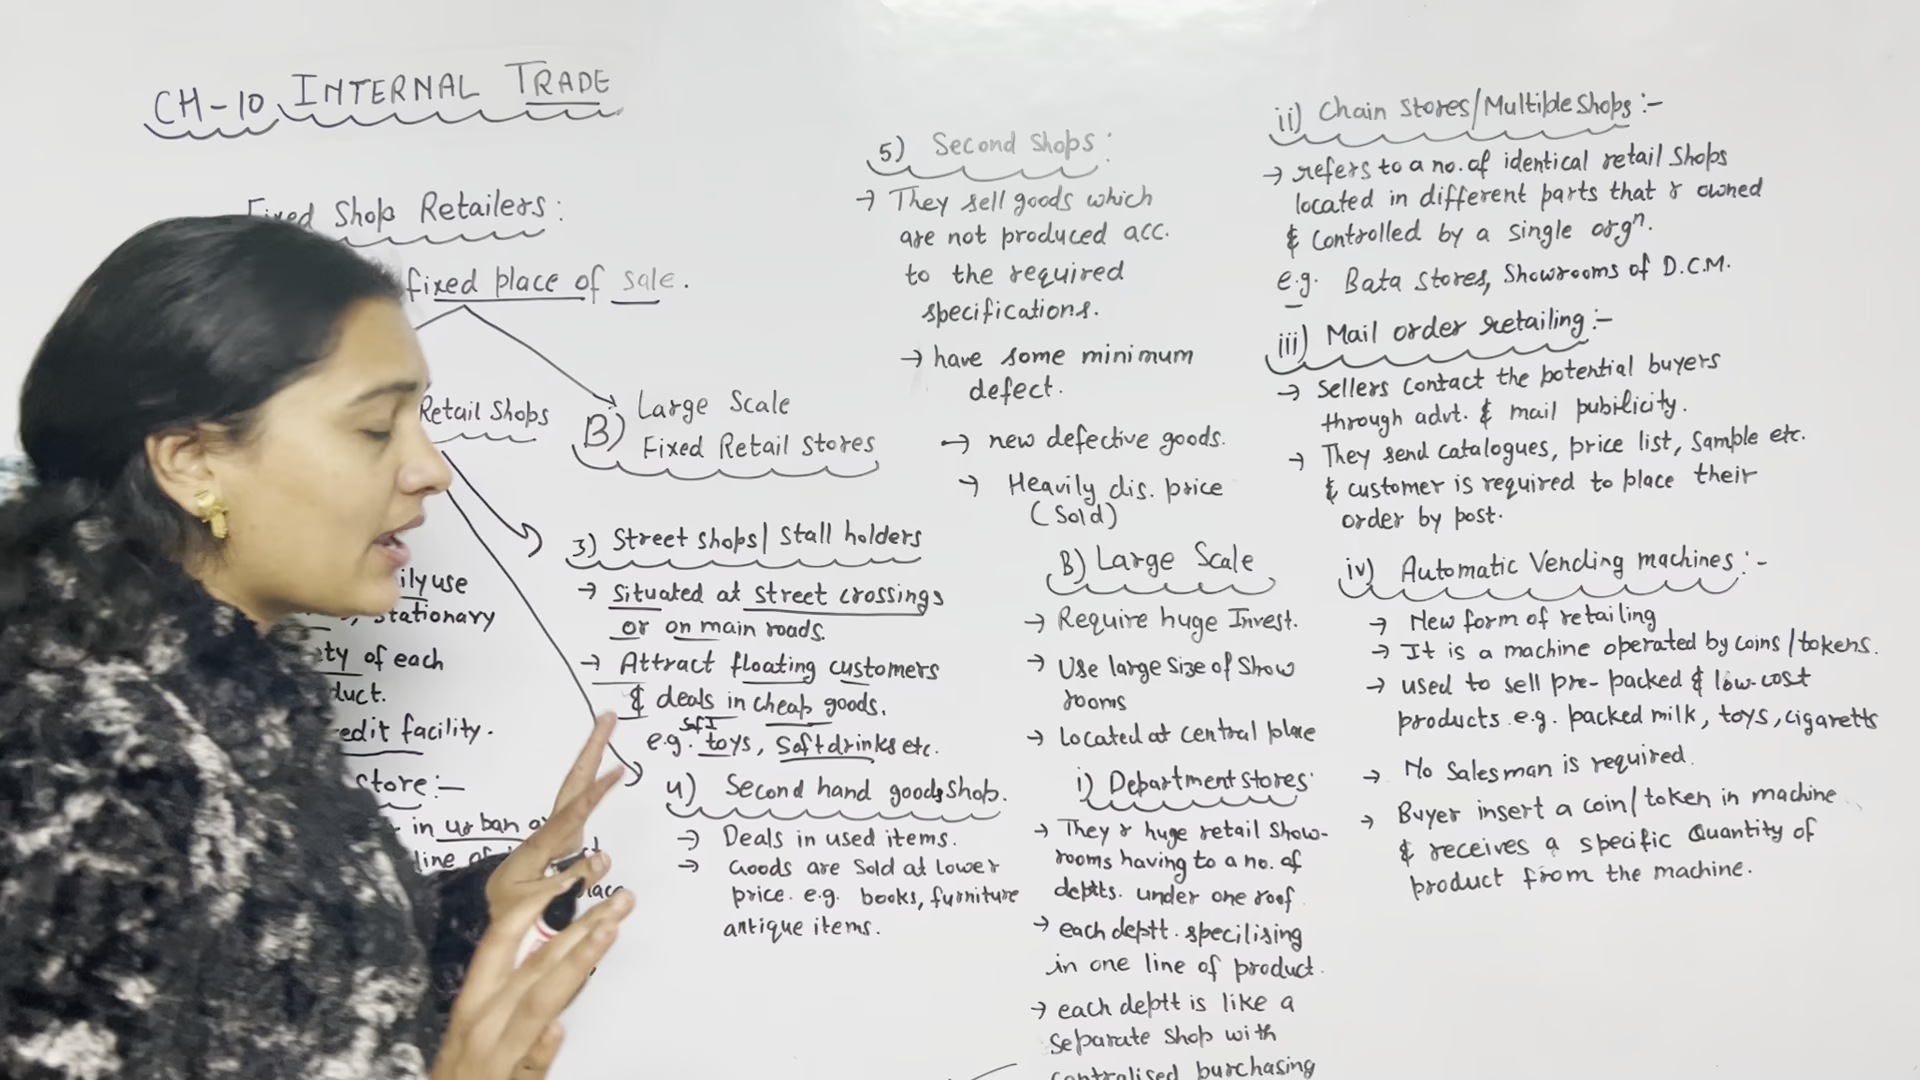 CH-10 INTERNAL TRADE
Fixed Shop Retailers:
fixed place of sale.
Retail Shops
B) Large Scale
Fixed Retail Stores
stationary
of each
facility.
store:-
in urban
3) Street shops/ Stall holders
→ situated at street crossings
or on main roads.
→ Attract floating customers
& deals in cheap goods.
e.g. toys, Softdrinks etc.
4) Second hand goods shop.
→ Deals in used items.
→ Goods are sold at lower
price. e.g. books, furniture
antique items.
5) Second Shops:
→ They sell goods which
are not produced acc.
to the required
specifications.
→ have some minimum
defect.
→ new defective goods.
→ Heavily dis. price
(Sold)
B) Large Scale
→ Require huge Invest.
→ Use large size of Show
rooms
→ Located at central place
i) Department stores:
→ They r huge retail Show-
rooms having to a no. of
deptts. under one roof
→ each deptt. specilising
in one line of product.
→ each deptt is like a
separate shop with
centralised purchasing
ii) Chain Stores/Multiple Shops :-
→ refers to a no. of identical retail Shops
located in different parts that r owned
& Controlled by a single orgn.
e.g. Bata Stores, Showrooms of D.C.M.
iii) Mail order retailing :-
→ Sellers Contact the potential buyers
through advt. & mail pubilicity.
→ They send catalogues, price list, Sample etc.
& customer is required to place their
order by post.
iv) Automatic Vending machines :-
→ New form of retailing
→ It is a machine operated by coins/tokens.
→ used to sell pre-packed & low-cost
products e.g. packed milk, toys, cigaretts
→ No salesman is required.
→ Buyer insert a coin/token in machine
& receives a specific Quantity of
product from the machine.